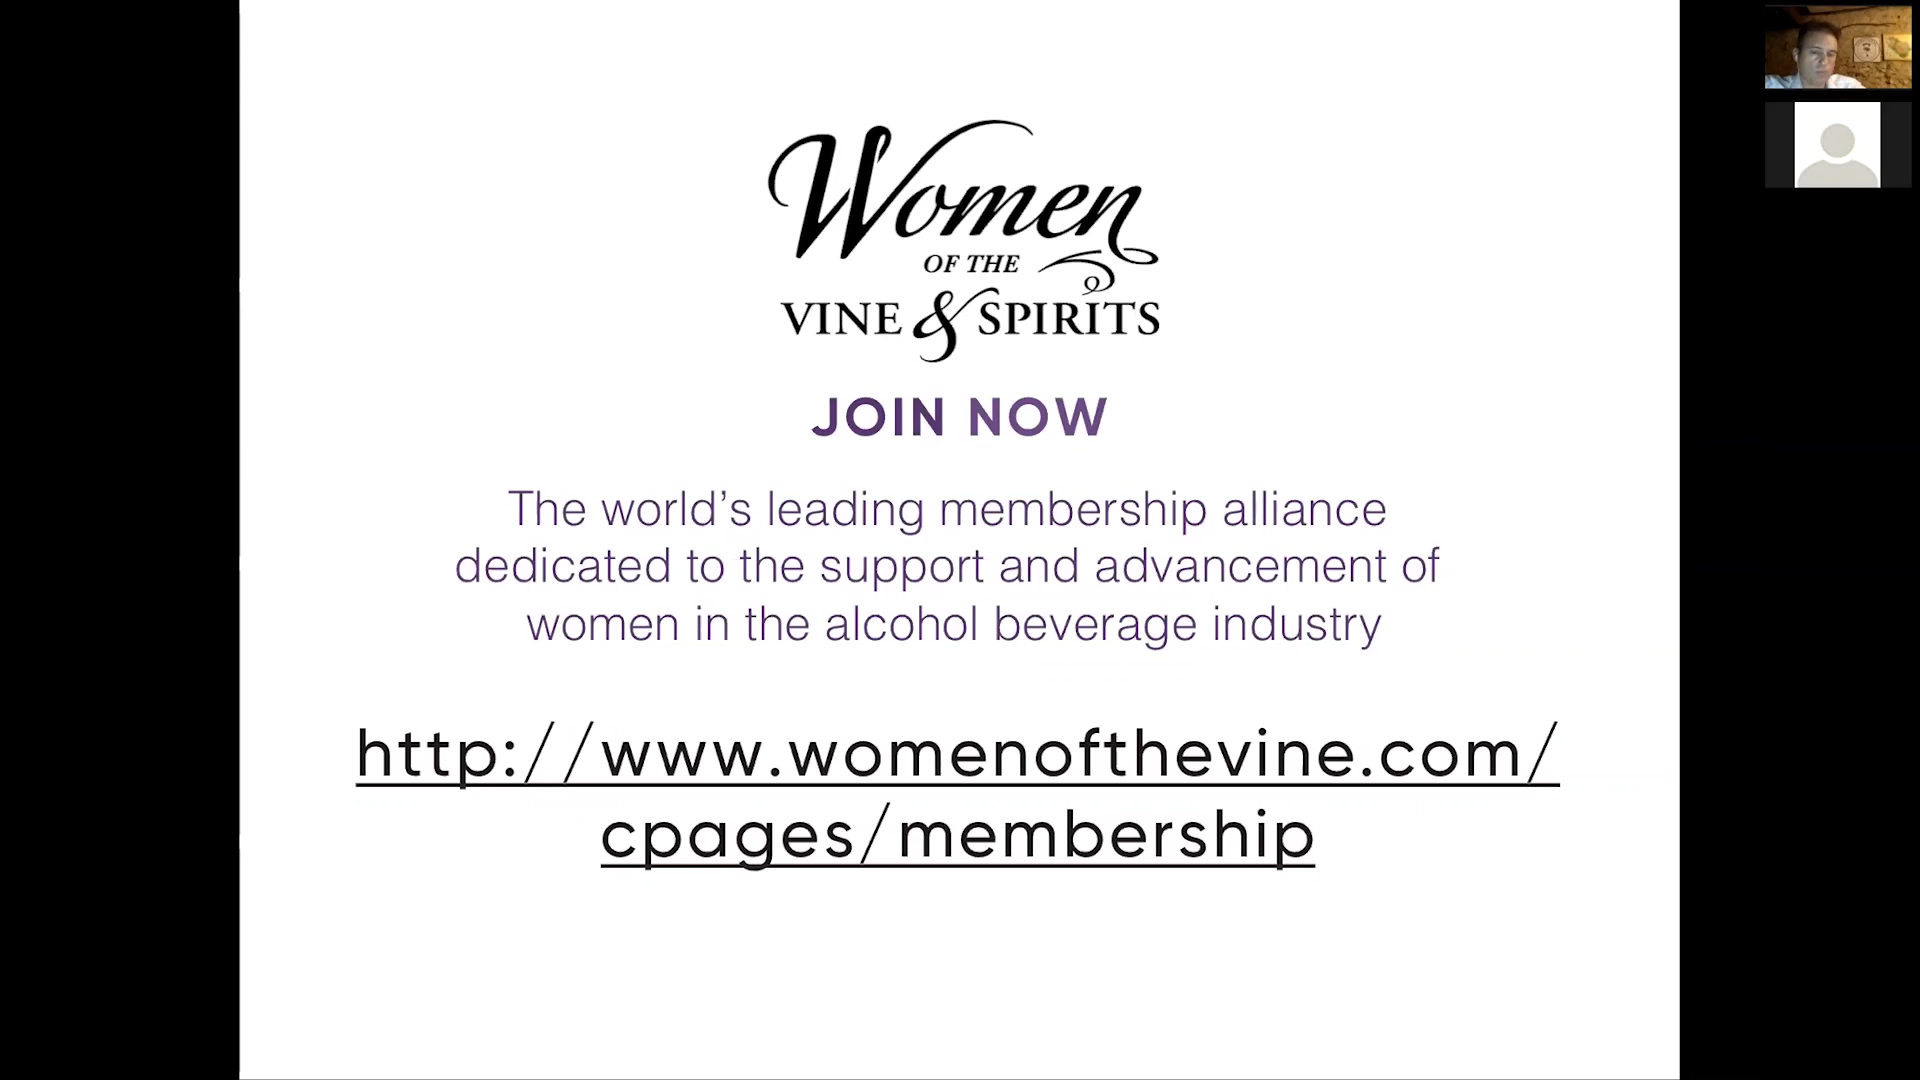 Women
OF THE
VINE & SPIRITS
JOIN NOW
The world’s leading membership alliance
dedicated to the support and advancement of
women in the alcohol beverage industry
http://www.womenofthevine.com/
cpages/membership